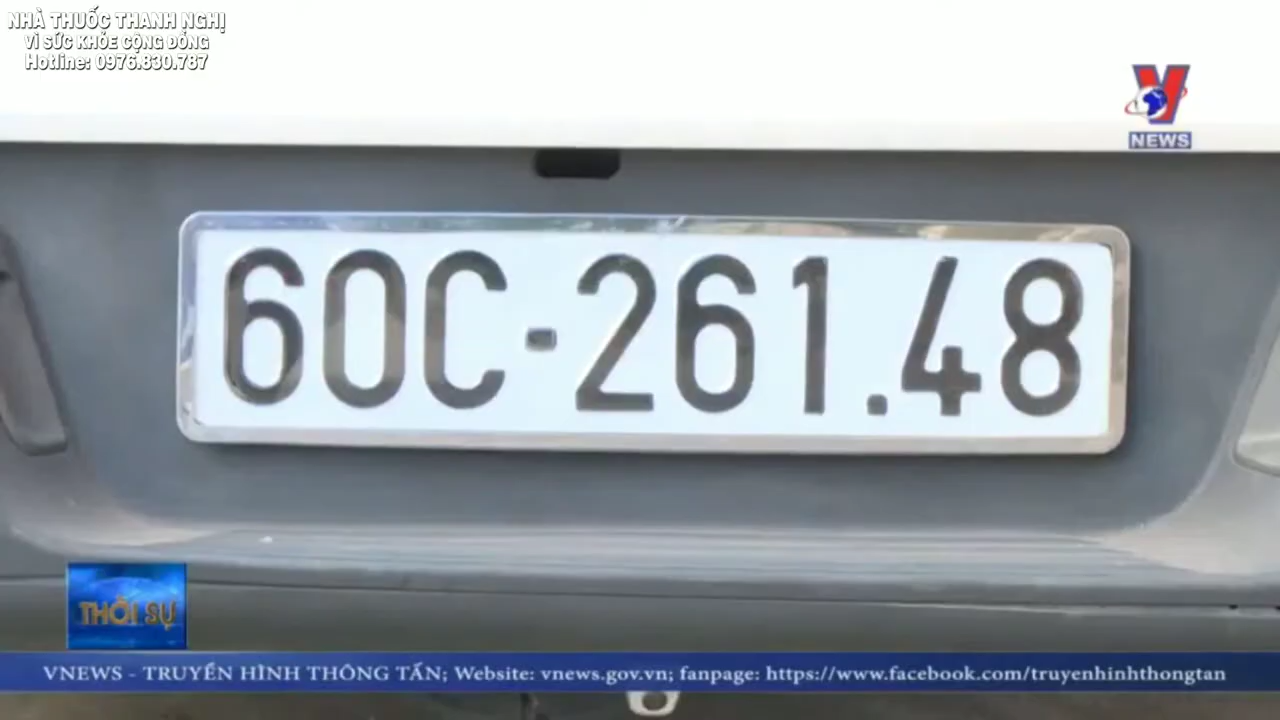 NHÀ THUỐC THANH NGHỊ
VÌ SỨC KHỎE CỘNG ĐỒNG
Hotline: 0976.830.787
V
NEWS
60C-261.48
THỜI SỰ
VNEWS - TRUYỀN HÌNH THÔNG TẤN; Website: vnews.gov.vn; fanpage: https://www.facebook.com/truyenhinhthongtan